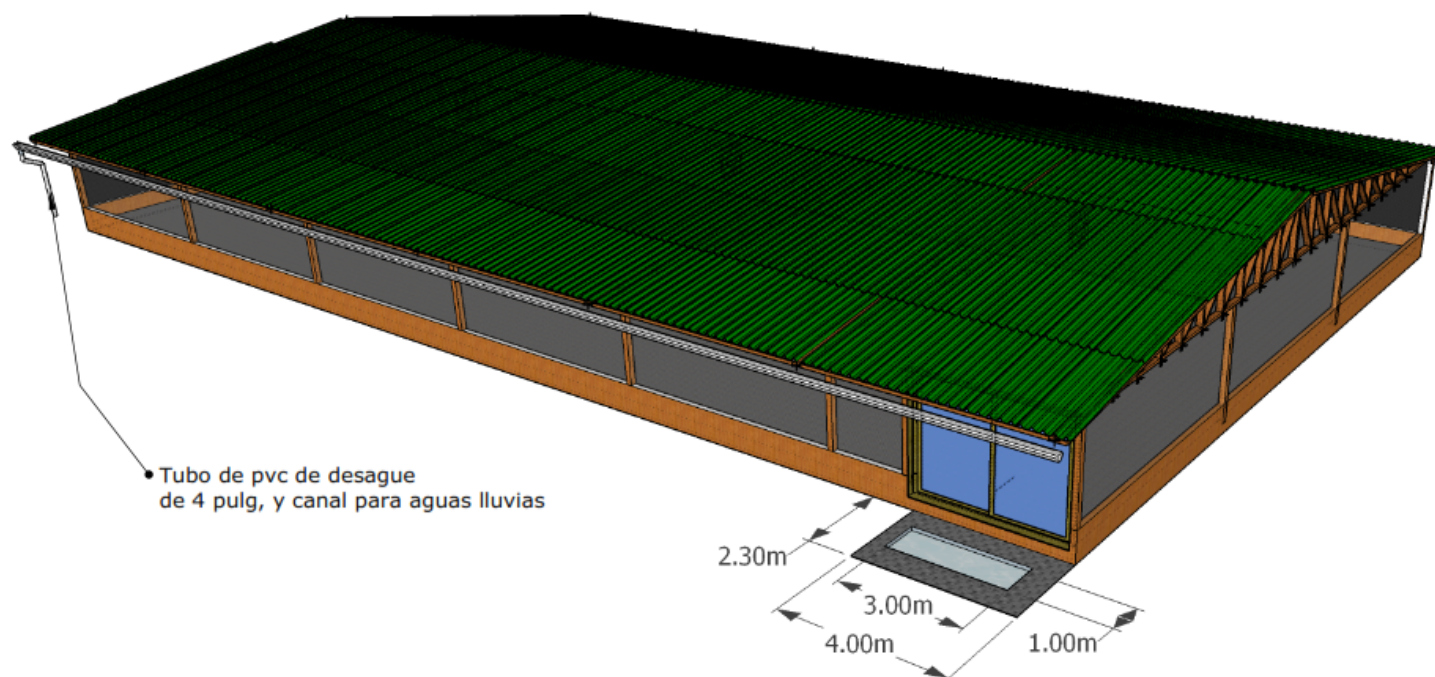 Tubo de pvc de desague
de 4 pulg, y canal para aguas lluvias
2.30m
3.00m
4.00m
1.00m